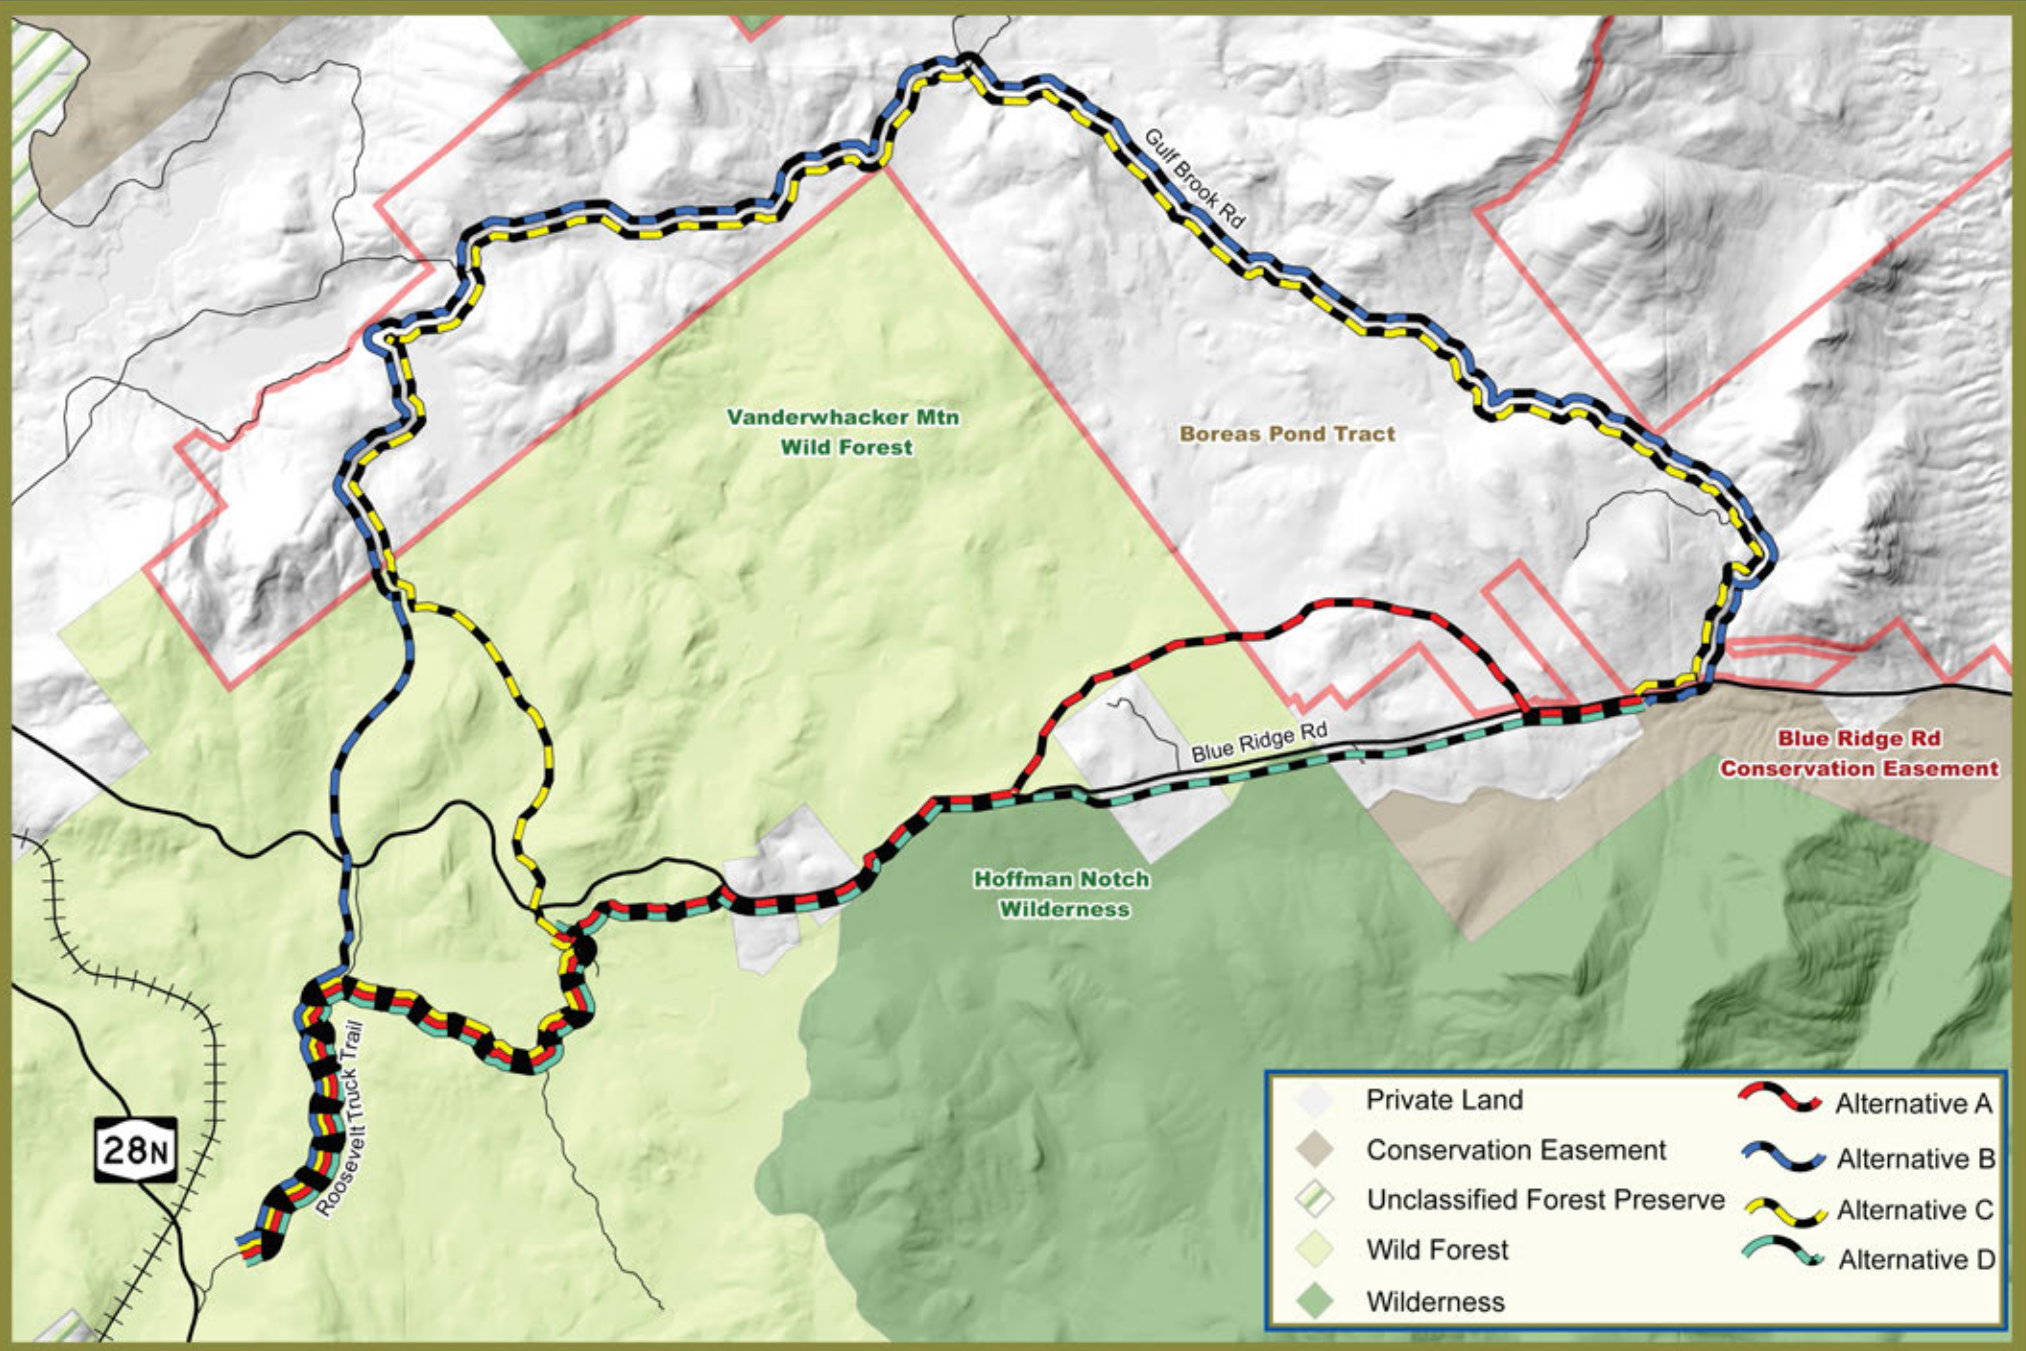 Gulf Brook Rd
Vanderwhacker Mtn
Wild Forest
Boreas Pond Tract
Blue Ridge Rd
Blue Ridge Rd
Conservation Easement
Hoffman Notch
Wilderness
Roosevelt Truck Trail
28N
Private Land
Conservation Easement
Unclassified Forest Preserve
Wild Forest
Wilderness
Alternative A
Alternative B
Alternative C
Alternative D